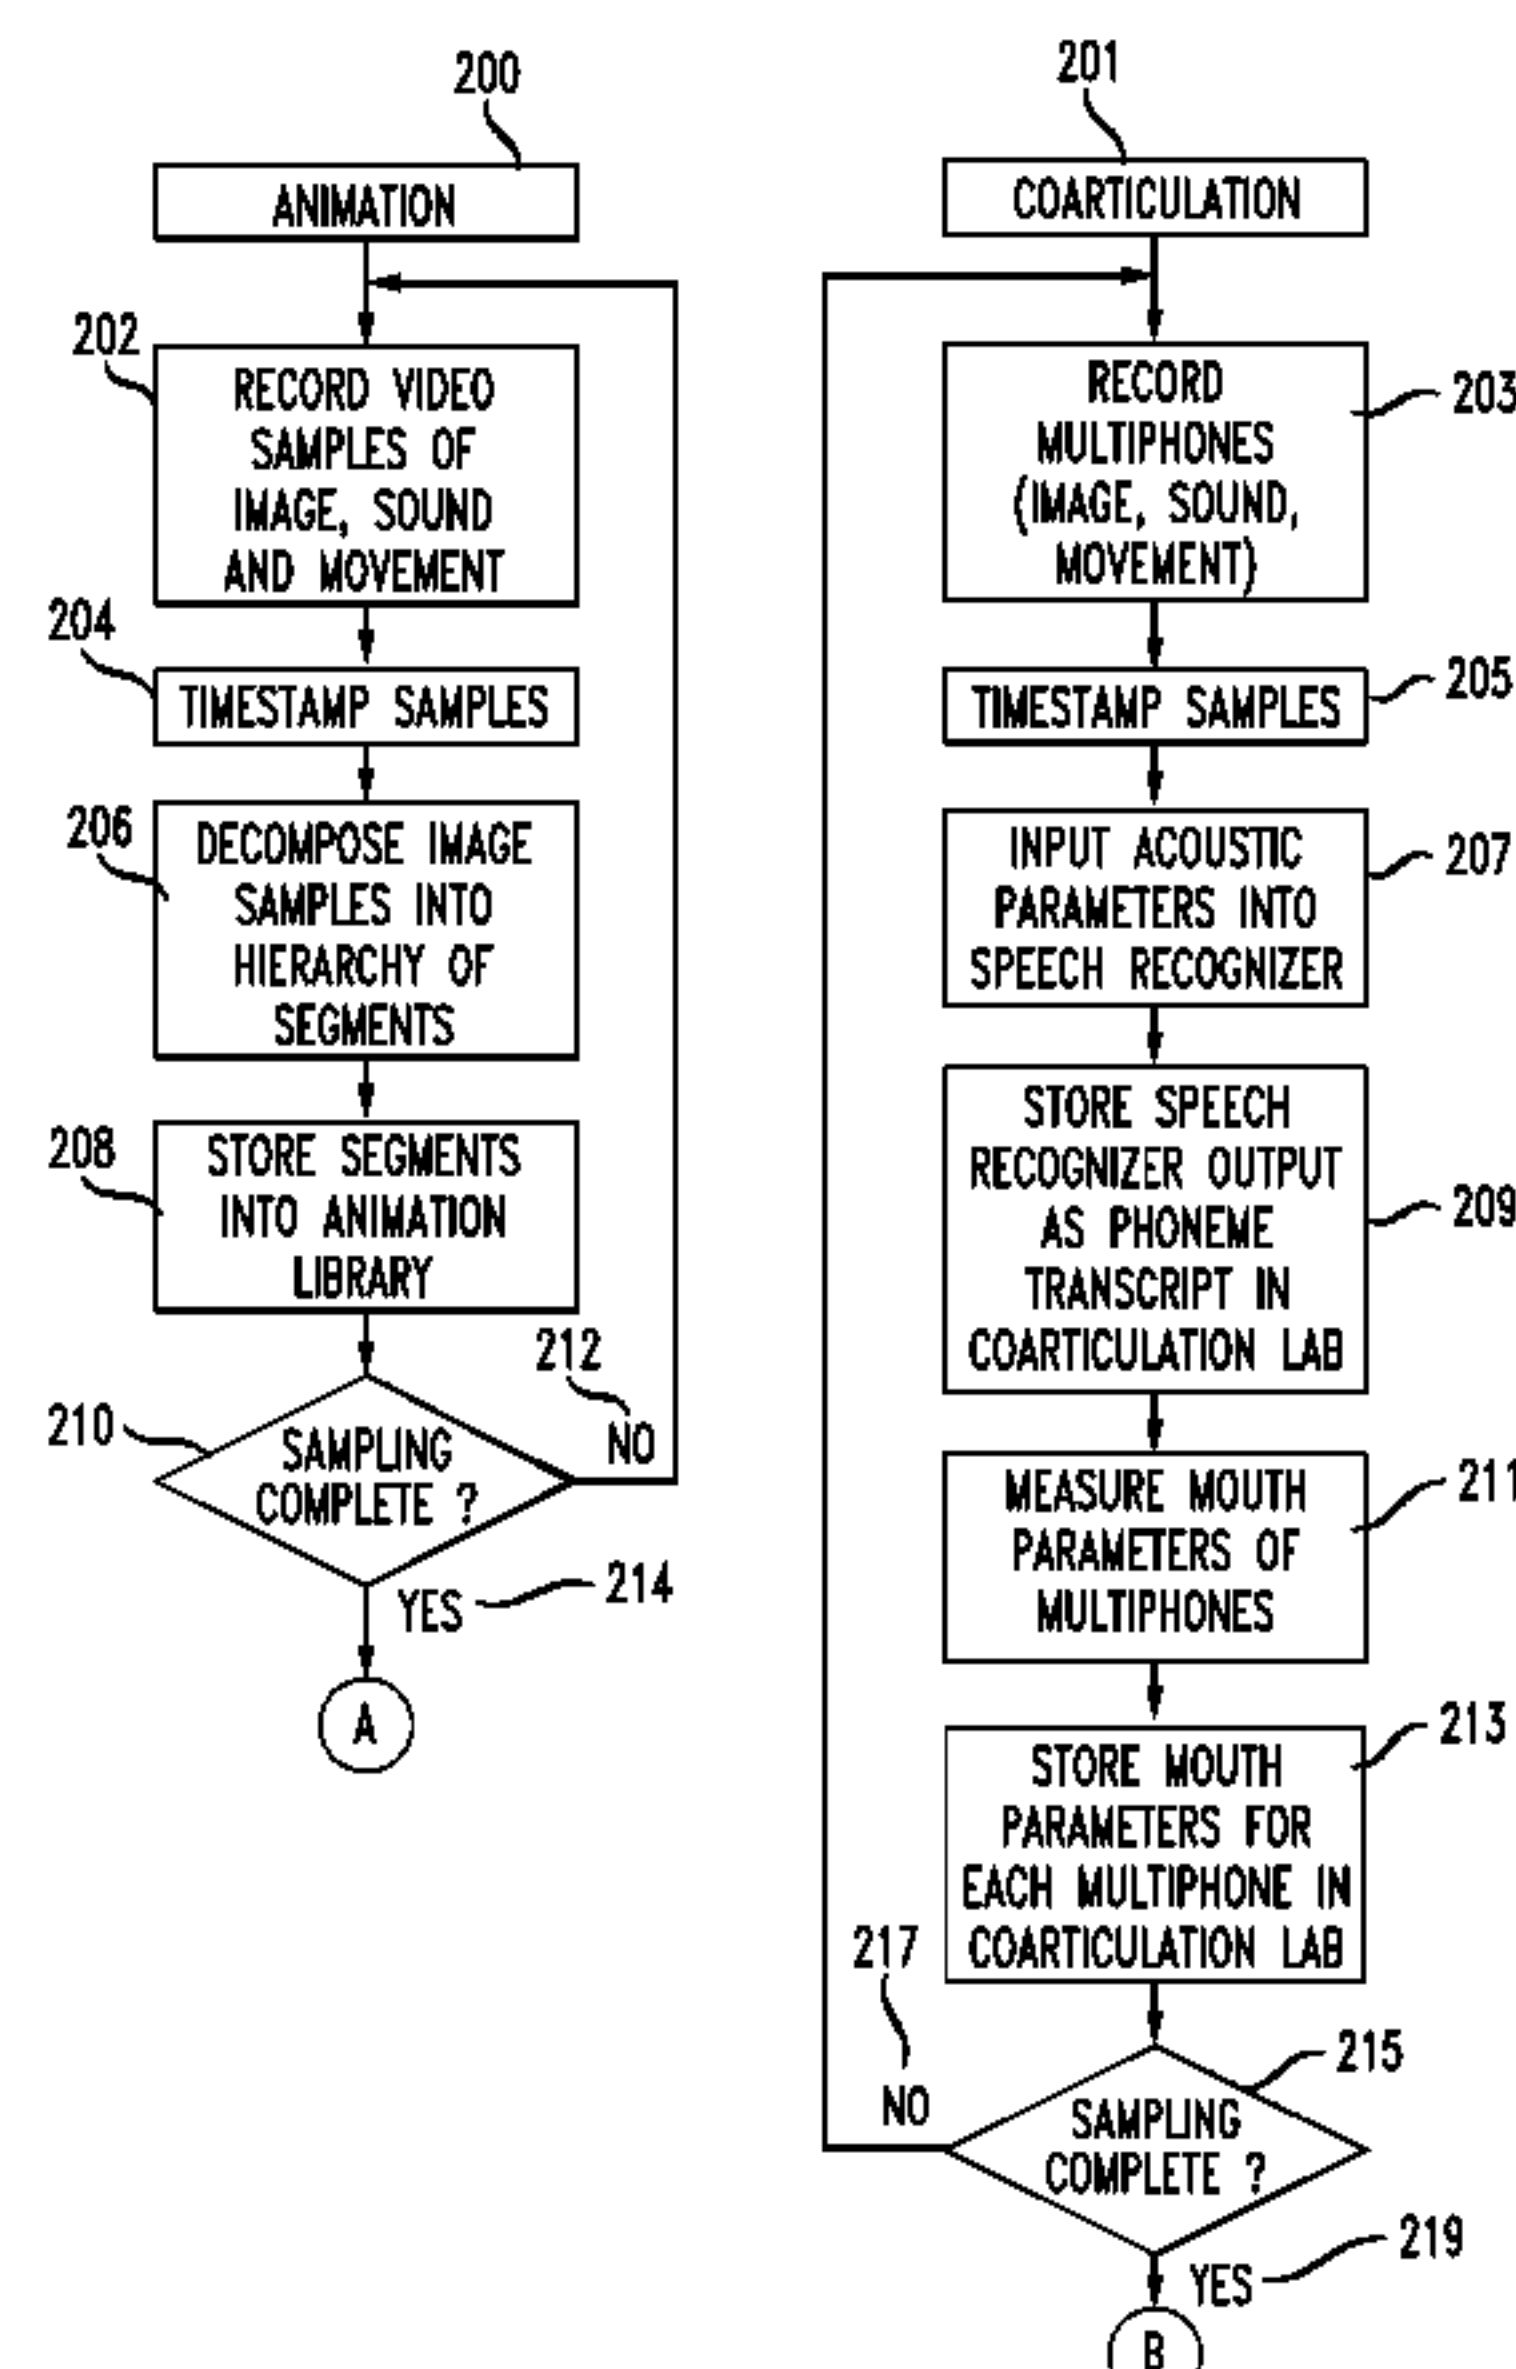 200
ANIMATION
202
RECORD VIDEO
SAMPLES OF
IMAGE, SOUND
AND MOVEMENT
204
TIMESTAMP SAMPLES
206
DECOMPOSE IMAGE
SAMPLES INTO
HIERARCHY OF
SEGMENTS
208
STORE SEGMENTS
INTO ANIMATION
LIBRARY
210
SAMPLING
COMPLETE ?
212
NO
YES
214
A
201
COARTICULATION
203
RECORD
MULTIPHONES
(IMAGE, SOUND,
MOVEMENT)
TIMESTAMP SAMPLES
205
INPUT ACOUSTIC
PARAMETERS INTO
SPEECH RECOGNIZER
207
STORE SPEECH
RECOGNIZER OUTPUT
AS PHONEME
TRANSCRIPT IN
COARTICULATION LAB
209
MEASURE MOUTH
PARAMETERS OF
MULTIPHONES
211
STORE MOUTH
PARAMETERS FOR
EACH MULTIPHONE IN
COARTICULATION LAB
213
217
NO
215
SAMPLING
COMPLETE ?
YES
219
B